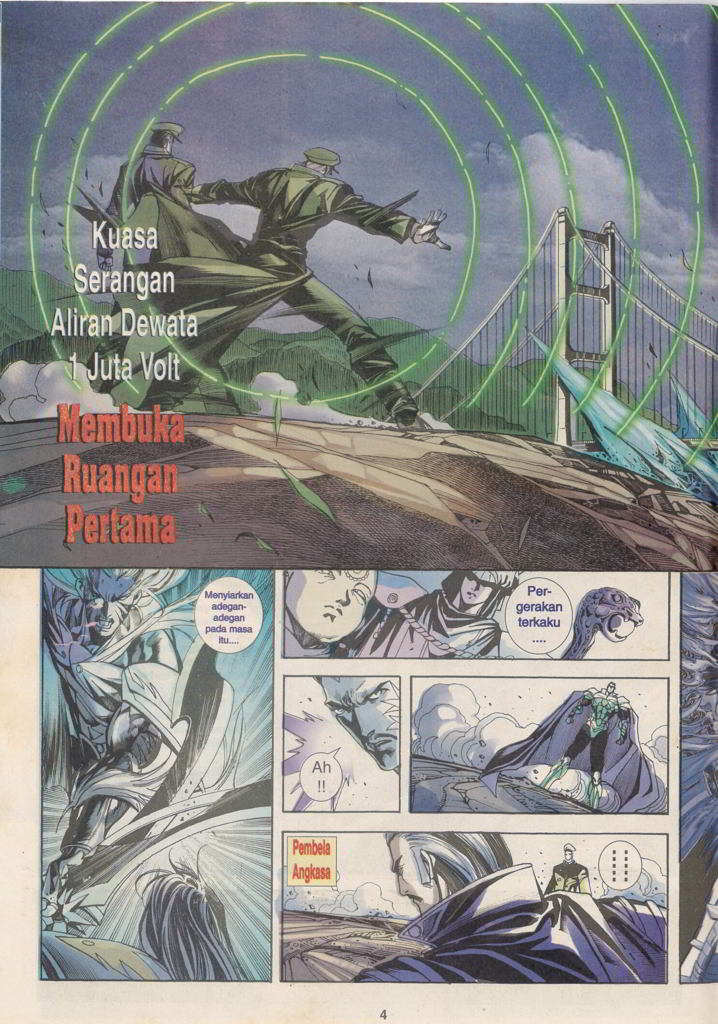 Kuasa
Serangan
Aliran Dewata
1 Juta Volt
Membuka
Ruangan
Pertama
Menyiarkan
adegan-
adegan
pada masa
itu....
Per-
gerakan
terkaku
....
Ah
!!
Pembela
Angkasa
4